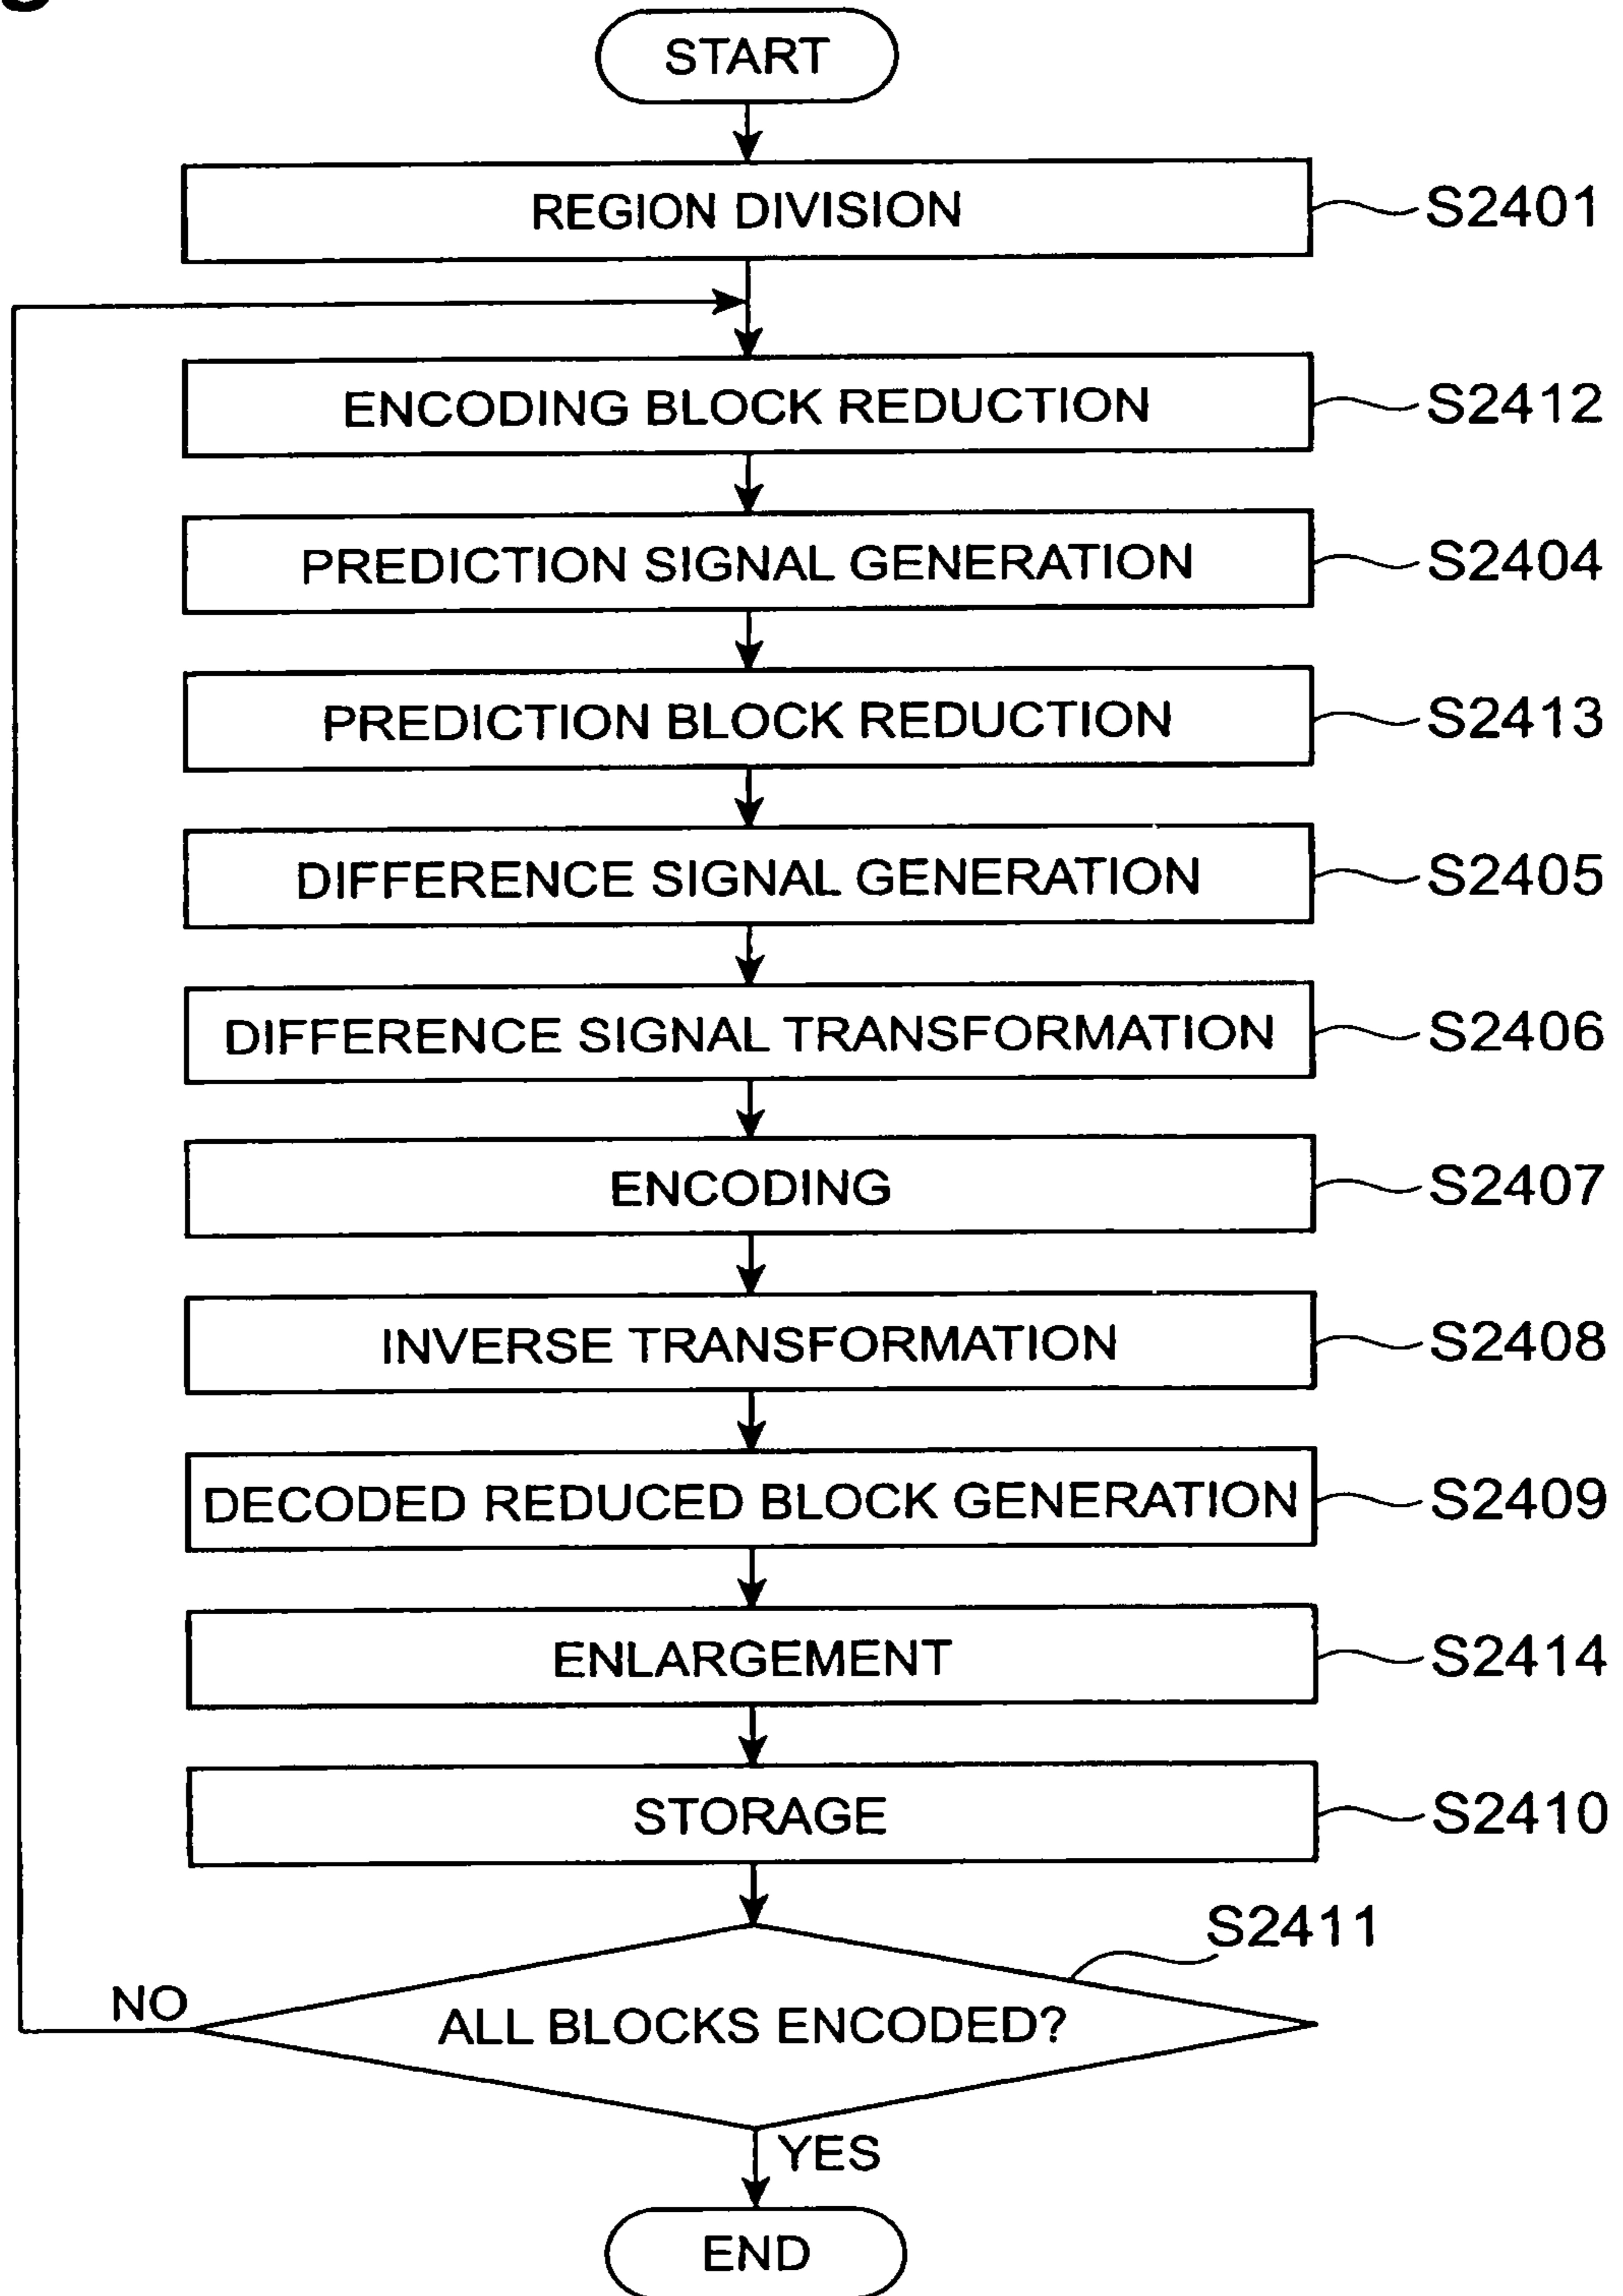 START
REGION DIVISION
S2401
ENCODING BLOCK REDUCTION
S2412
PREDICTION SIGNAL GENERATION
S2404
PREDICTION BLOCK REDUCTION
S2413
DIFFERENCE SIGNAL GENERATION
S2405
DIFFERENCE SIGNAL TRANSFORMATION
S2406
ENCODING
S2407
INVERSE TRANSFORMATION
S2408
DECODED REDUCED BLOCK GENERATION
S2409
ENLARGEMENT
S2414
STORAGE
S2410
S2411
NO
ALL BLOCKS ENCODED?
YES
END